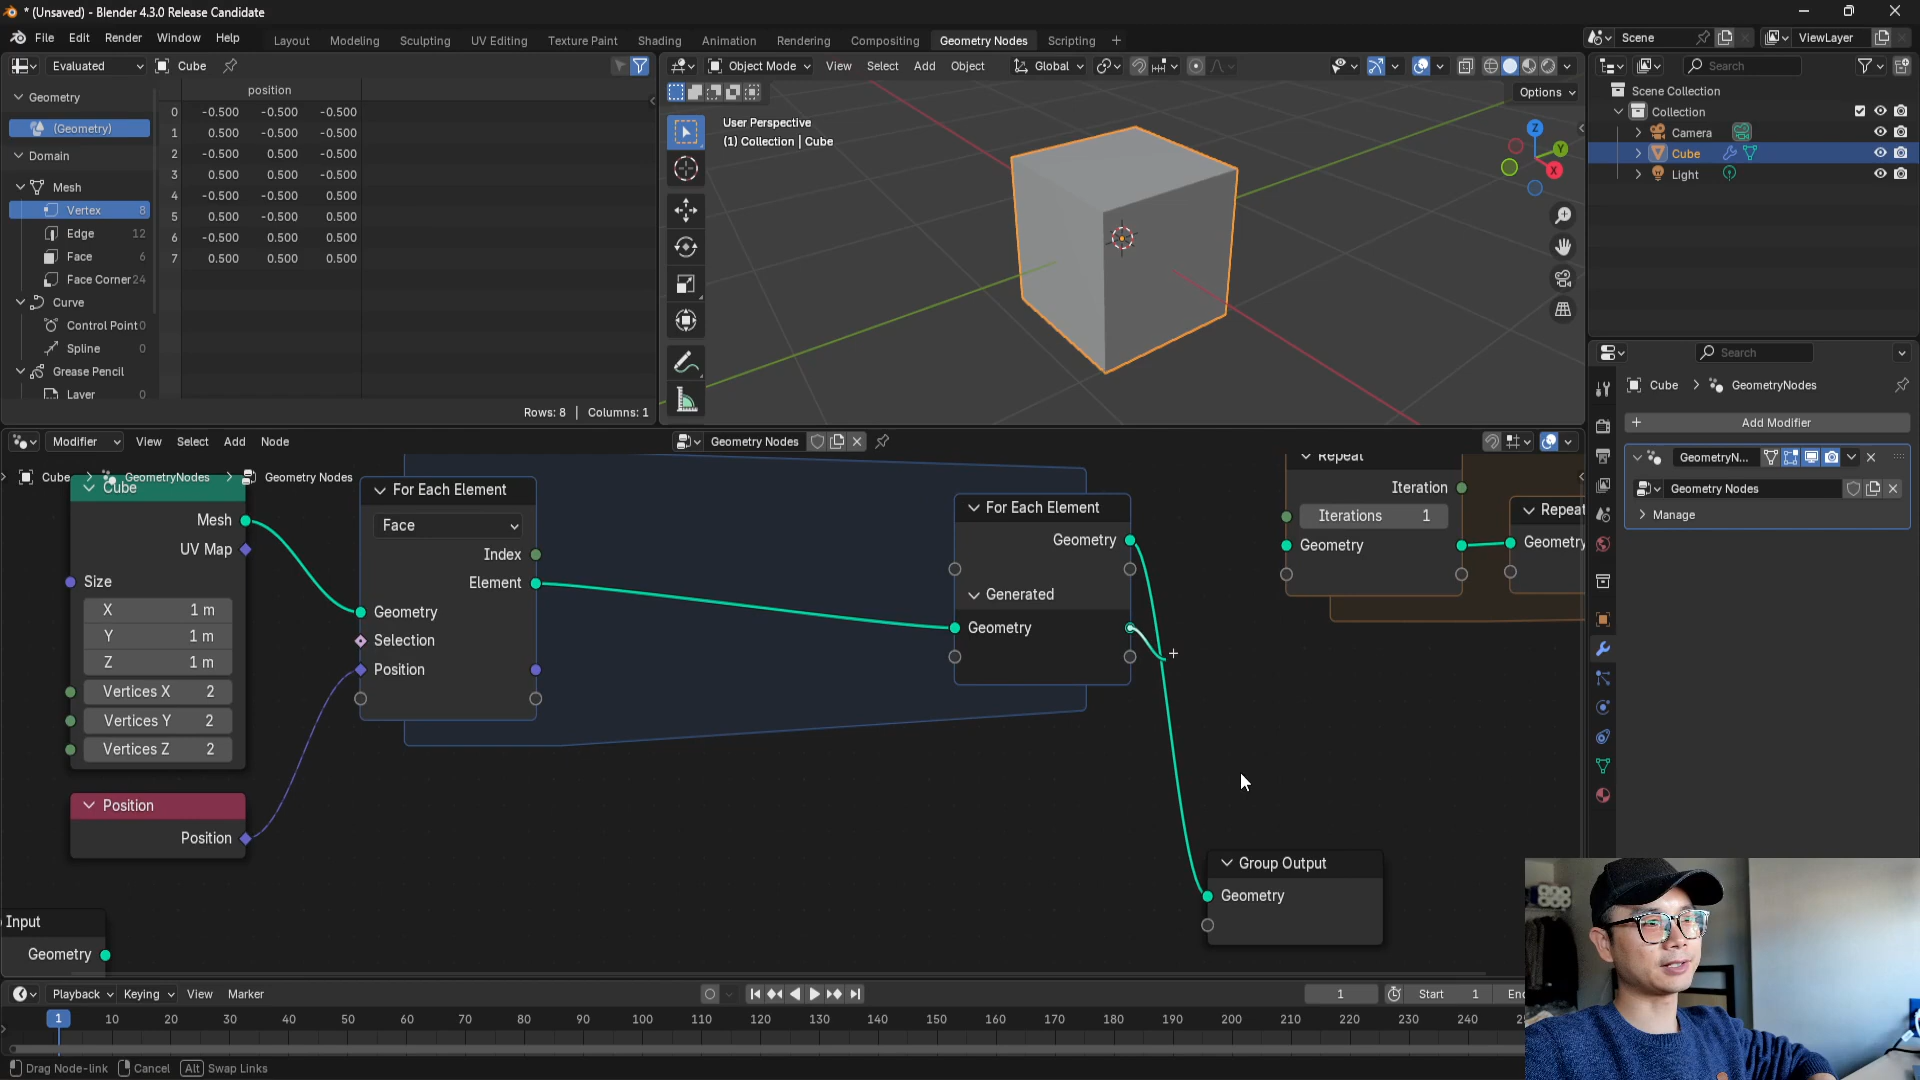 * (Unsaved) - Blender 4.3.0 Release Candidate
File Edit Render Window Help Layout Modeling Sculpting UV Editing Texture Paint Shading Animation Rendering Compositing Geometry Nodes Scripting + Scene ViewLayer
Evaluated Cube
Object Mode View Select Add Object Global
Search
Options
Geometry
(Geometry)
Domain
Mesh
Vertex 8
Edge 12
Face 6
Face Corner 24
Curve
Control Point 0
Spline 0
Grease Pencil
Layer 0
position
0 -0.500 -0.500 -0.500
1 0.500 -0.500 -0.500
2 -0.500 0.500 -0.500
3 0.500 0.500 -0.500
4 -0.500 -0.500 0.500
5 0.500 -0.500 0.500
6 -0.500 0.500 0.500
7 0.500 0.500 0.500
Rows: 8 | Columns: 1
User Perspective
(1) Collection | Cube
Z
Y
X
Scene Collection
Collection
Camera
Cube
Light
Search
Cube > GeometryNodes
+ Add Modifier
GeometryN...
Geometry Nodes
Manage
Modifier View Select Add Node Geometry Nodes
Cube > GeometryNodes > Geometry Nodes
Cube
Mesh
UV Map
Size
X 1 m
Y 1 m
Z 1 m
Vertices X 2
Vertices Y 2
Vertices Z 2
Position
Position
Input
Geometry
For Each Element
Face
Index
Element
Geometry
Selection
Position
For Each Element
Geometry
Generated
Geometry
Repeat
Iteration
Iterations 1
Geometry
Repeat
Geometry
Group Output
Geometry
Playback Keying View Marker 1 Start 1 End
1 10 20 30 40 50 60 70 80 90 100 110 120 130 140 150 160 170 180 190 200 210 220 230 240
Drag Node-link Cancel Alt Swap Links